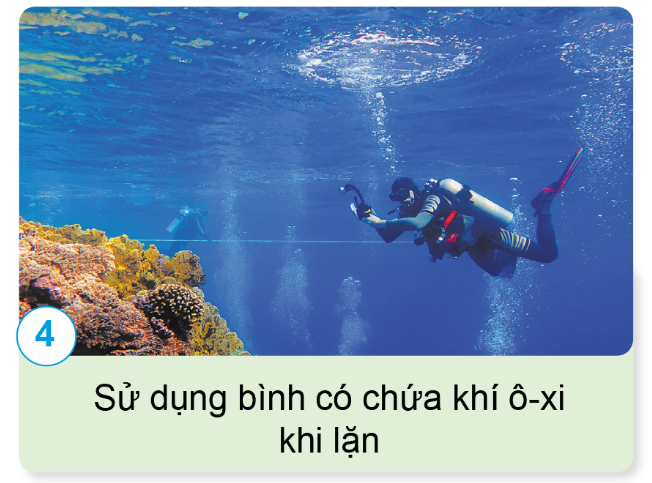 4
Sử dụng bình có chứa khí ô-xi
khi lặn